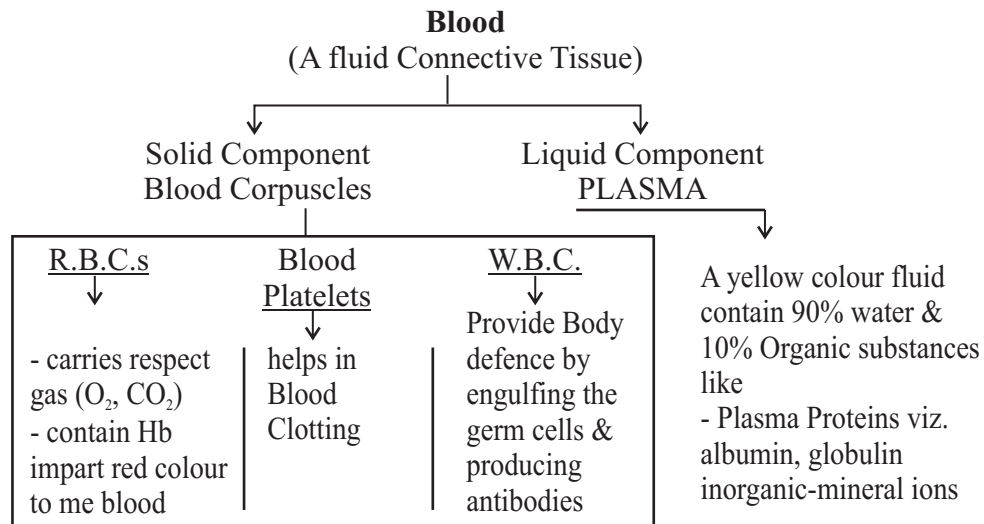 Blood
(A fluid Connective Tissue)
Solid Component
Blood Corpuscles
Liquid Component
PLASMA
R.B.C.s
- carries respect
gas (O₂, CO₂)
- contain Hb
impart red colour
to me blood
Blood
Platelets
helps in
Blood
Clotting
W.B.C.
Provide Body
defence by
engulfing the
germ cells &
producing
antibodies
A yellow colour fluid
contain 90% water &
10% Organic substances
like
- Plasma Proteins viz.
albumin, globulin
inorganic-mineral ions